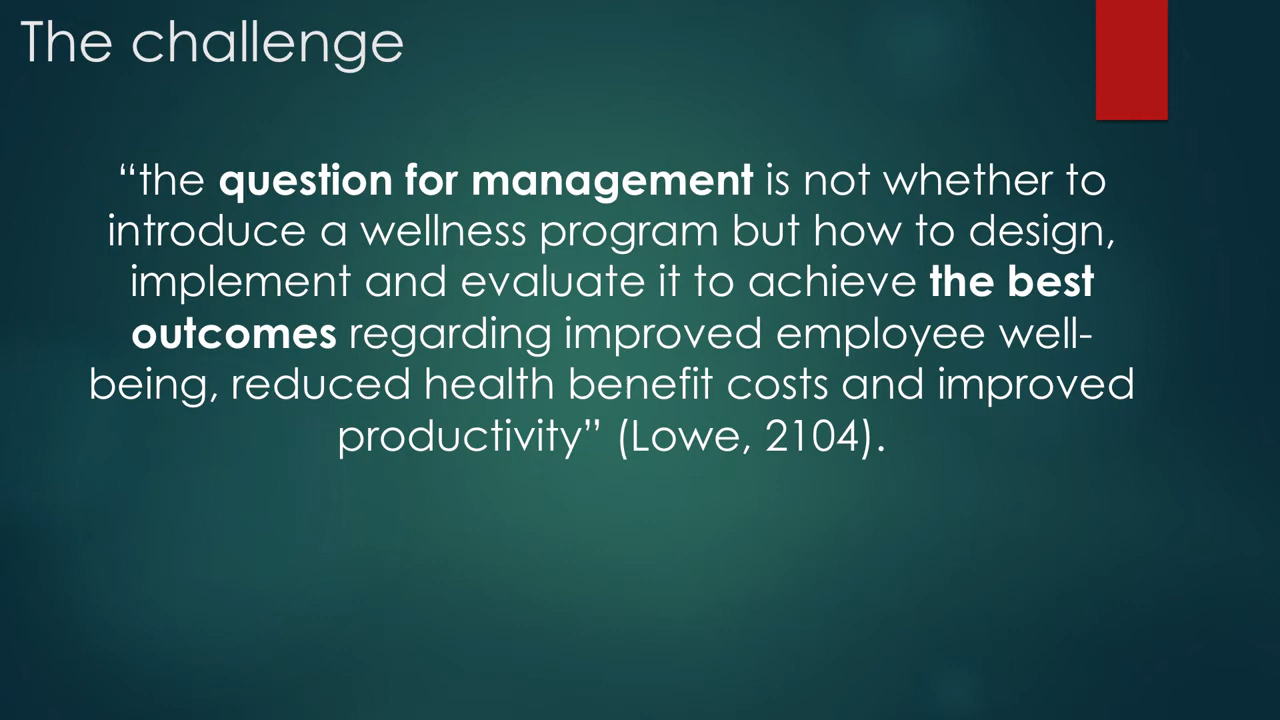 The challenge
“the question for management is not whether to
introduce a wellness program but how to design,
implement and evaluate it to achieve the best
outcomes regarding improved employee well-
being, reduced health benefit costs and improved
productivity” (Lowe, 2104).